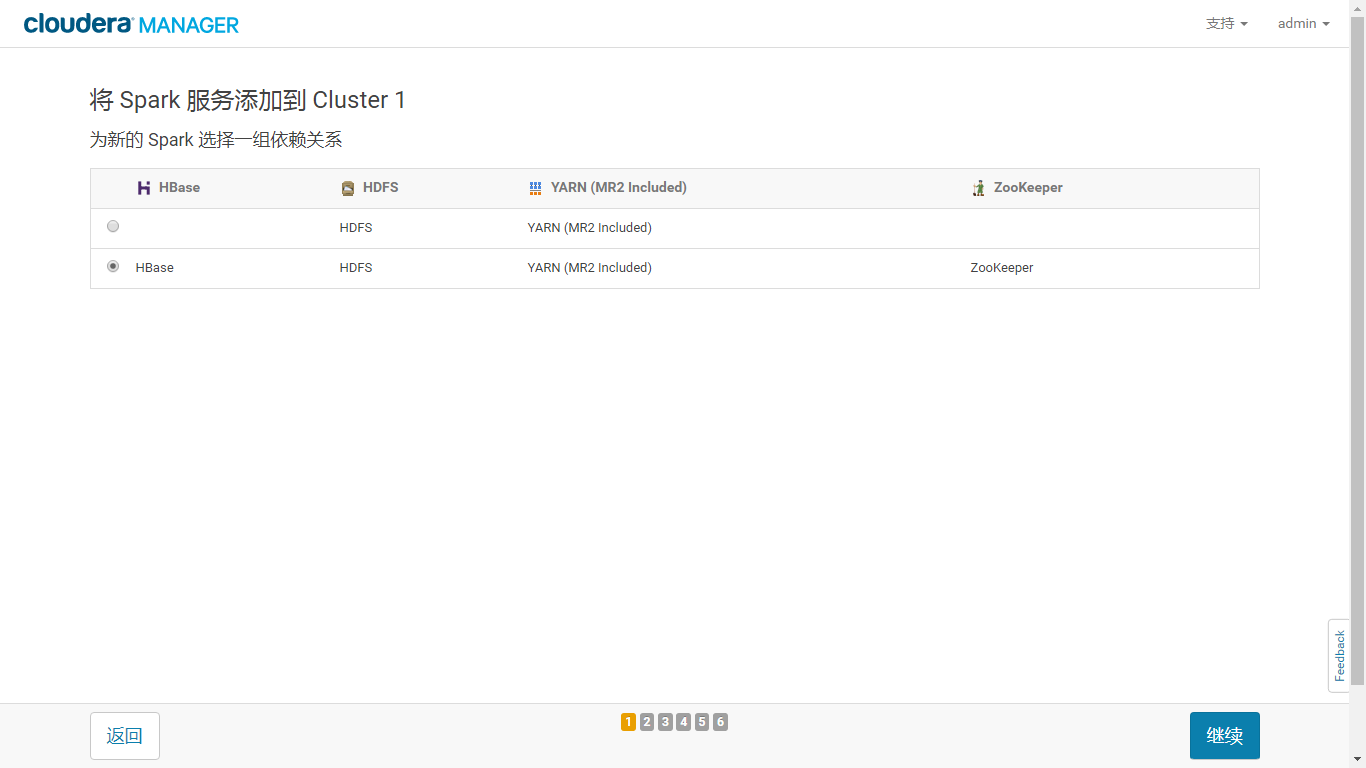 cloudera MANAGER 支持 admin
将 Spark 服务添加到 Cluster 1
为新的 Spark 选择一组依赖关系
HBase HDFS YARN (MR2 Included) ZooKeeper
HDFS YARN (MR2 Included)
HBase HDFS YARN (MR2 Included) ZooKeeper
Feedback
返回 1 2 3 4 5 6 继续